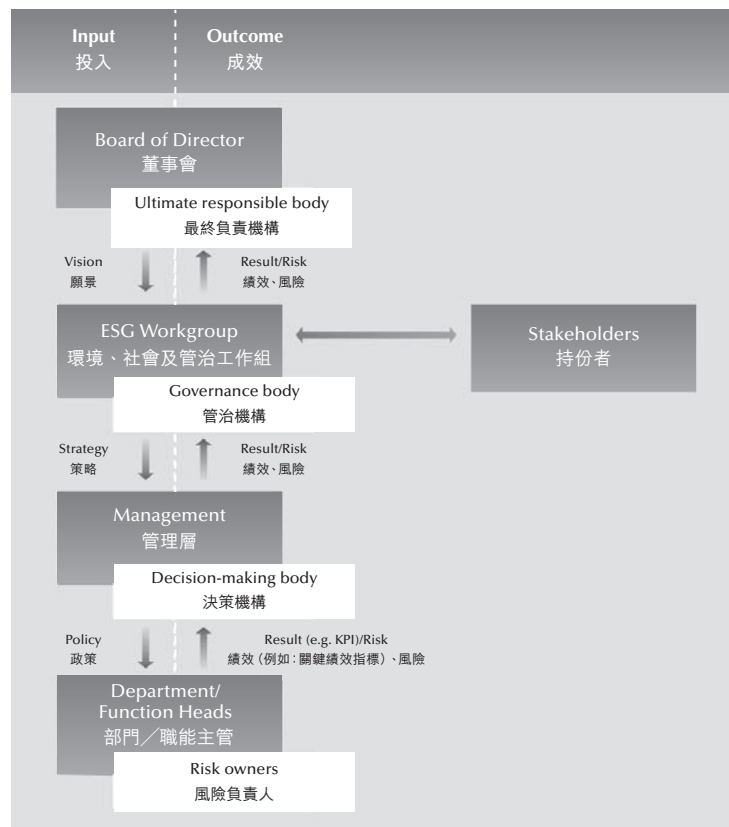 Input
投入
Outcome
成效
Board of Director
董事會
Ultimate responsible body
最終負責機構
Vision
願景
Result/Risk
績效、風險
ESG Workgroup
環境、社會及管治工作組
Stakeholders
持份者
Governance body
管治機構
Strategy
策略
Result/Risk
績效、風險
Management
管理層
Decision-making body
決策機構
Policy
政策
Result (e.g. KPI)/Risk
績效（例如：關鍵績效指標）、風險
Department/
Function Heads
部門／職能主管
Risk owners
風險負責人